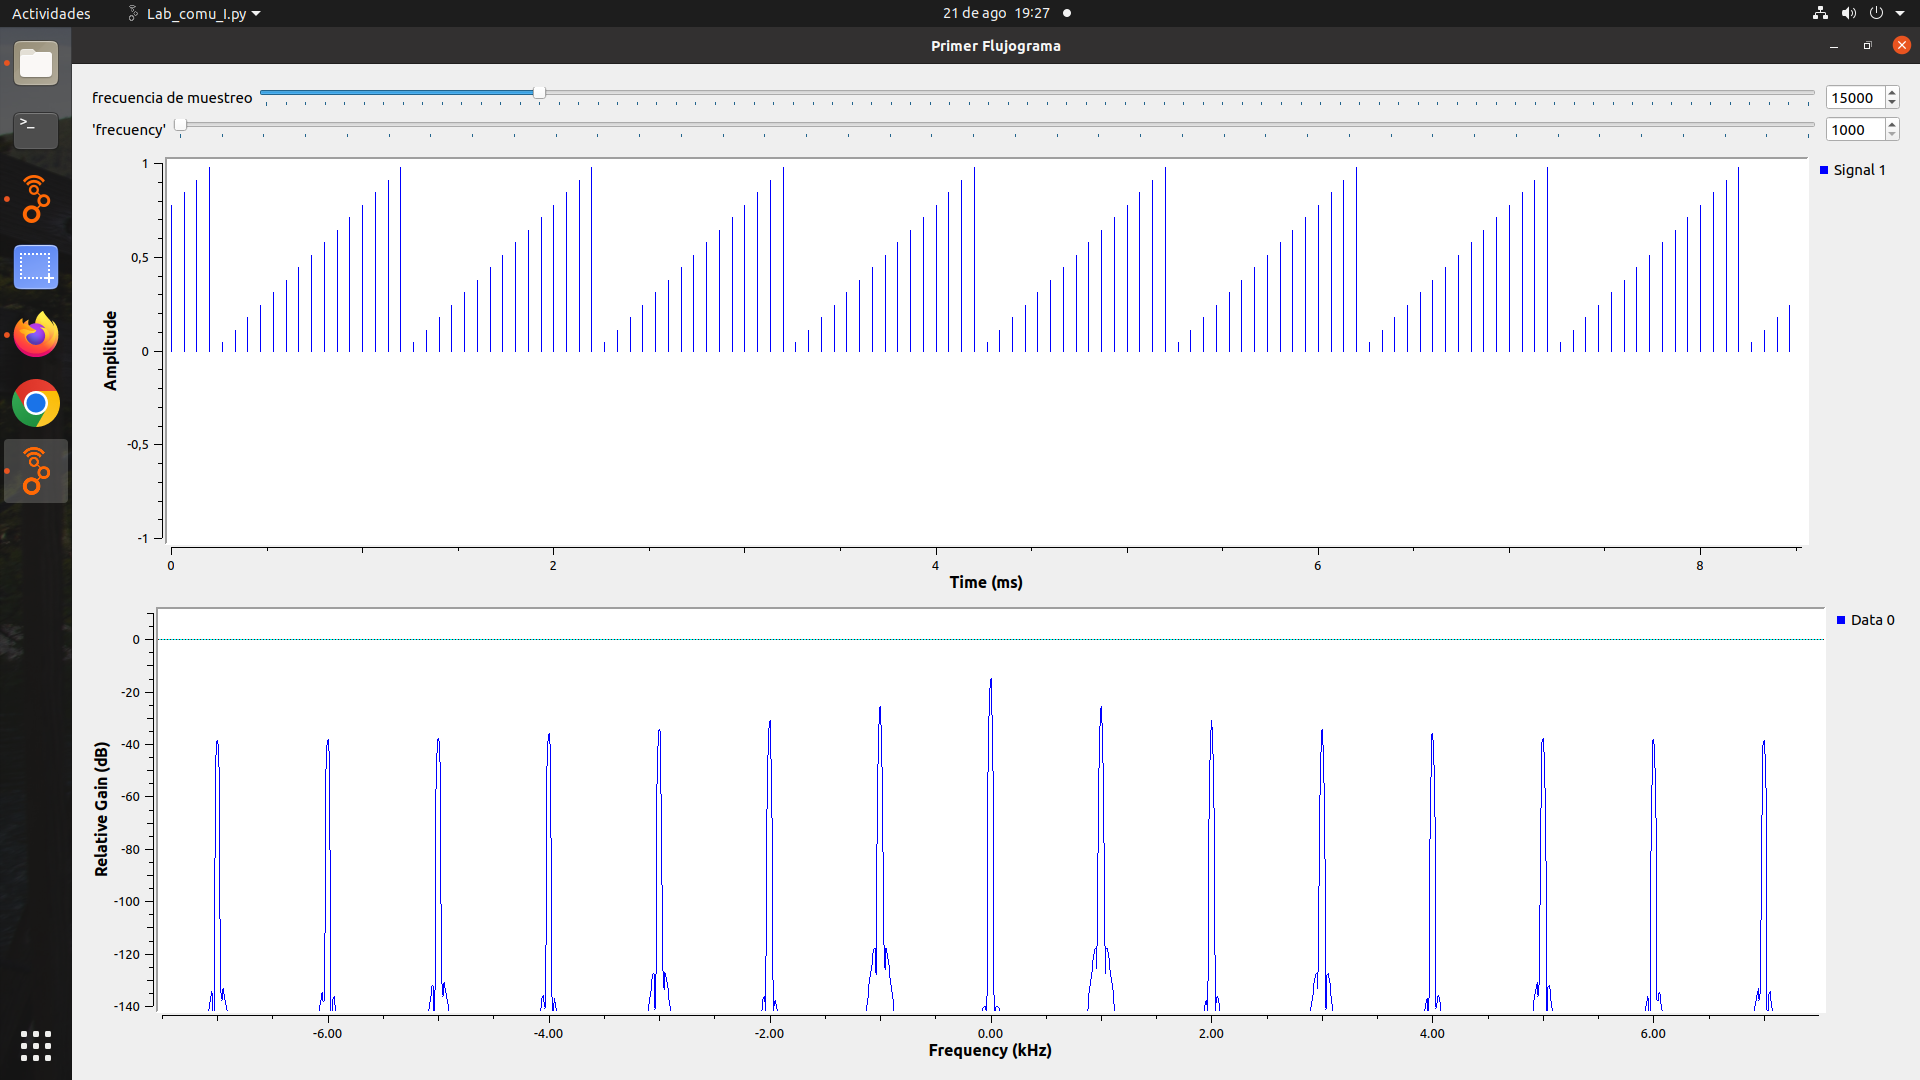 Actividades Lab_comu_I.py 21 de ago 19:27
Primer Flujograma
frecuencia de muestreo 15000
'frecuency' 1000
Signal 1
1
0,5
0
-0,5
-1
Amplitude
0 2 4 6 8
Time (ms)
Data 0
0
-20
-40
-60
-80
-100
-120
-140
Relative Gain (dB)
-6.00 -4.00 -2.00 0.00 2.00 4.00 6.00
Frequency (kHz)